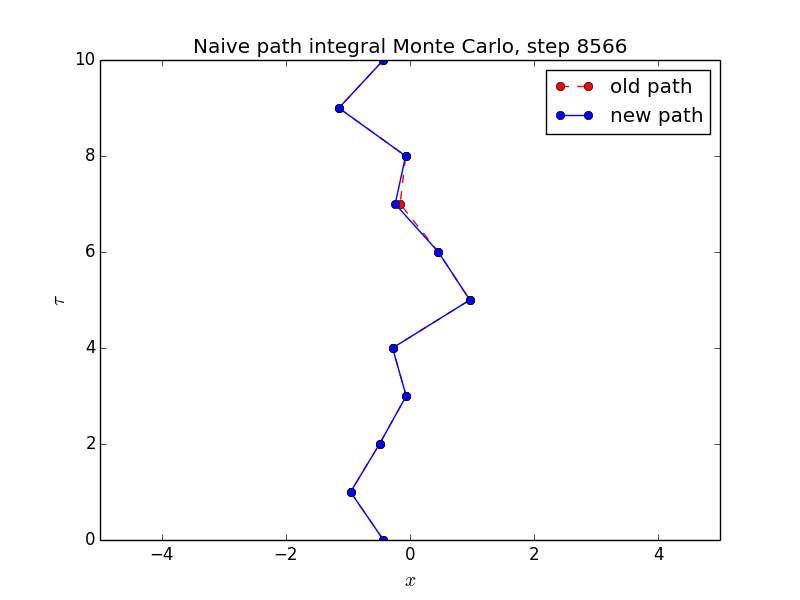 Naive path integral Monte Carlo, step 8566
old path
new path
10
8
6
4
2
0
τ
−4 −2 0 2 4
x